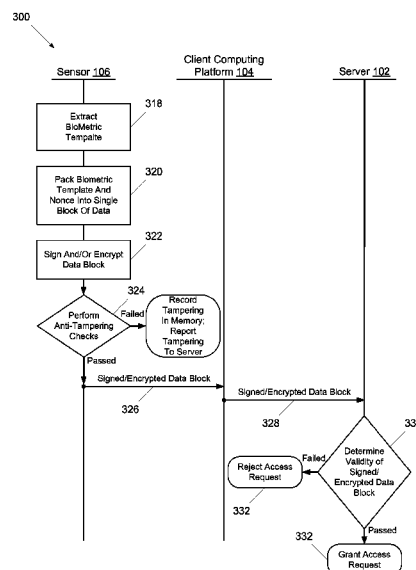 300
Sensor 106
Client Computing
Platform 104
Server 102
Extract
BioMetric
Tempalte
318
Pack Biometric
Template And
Nonce Into Single
Block Of Data
320
Sign And/Or Encrypt
Data Block
322
Perform
Anti-Tampering
Checks
324
Failed
Record
Tampering
In Memory;
Report
Tampering
To Server
Passed
Signed/Encrypted Data Block
326
Signed/Encrypted Data Block
328
33
Determine
Validity of
Signed/
Encrypted Data
Block
Failed
Reject Access
Request
332
Passed
332
Grant Access
Request